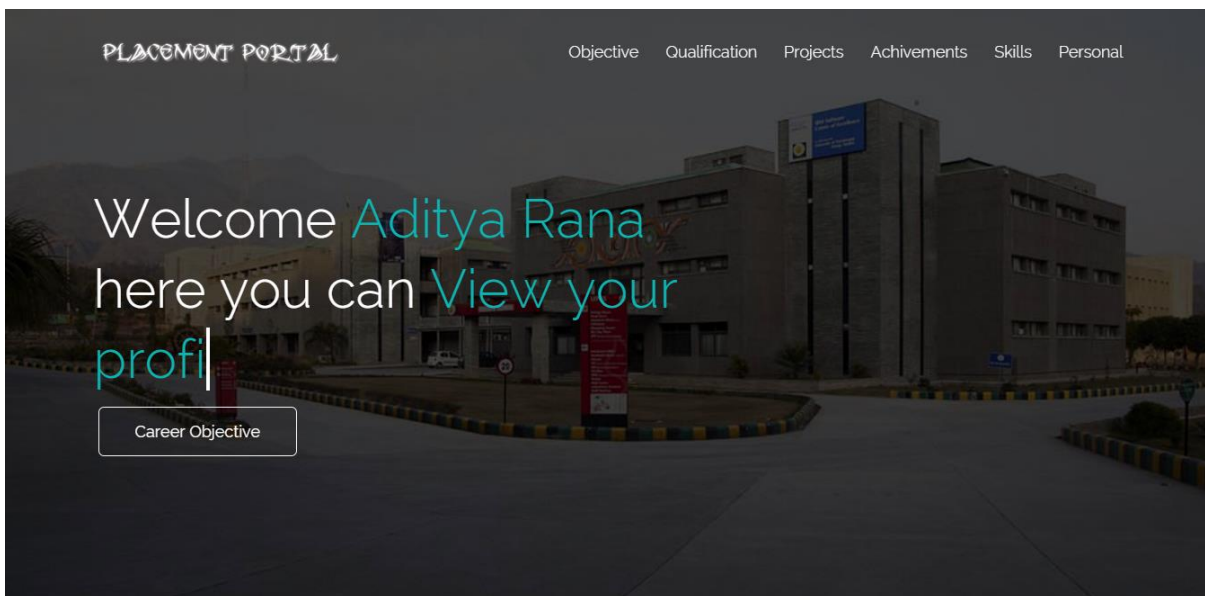 PLACEMENT PORTAL
Objective Qualification Projects Achivements Skills Personal
Welcome Aditya Rana,
here you can View your
profi
Career Objective
20